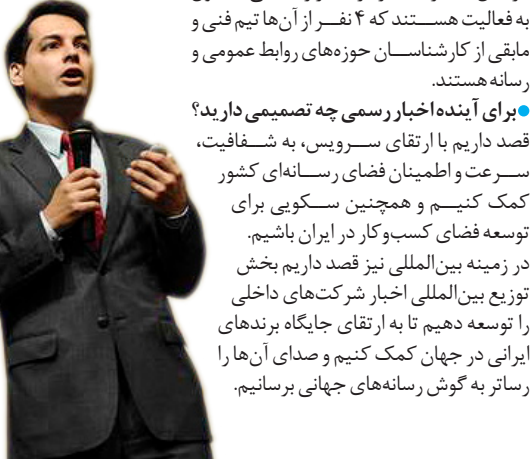 به فعالیت هستند که ۴ نفر از آن‌ها تیم فنی و
مابقی از کارشناسان حوزه‌های روابط عمومی و
رسانه هستند.
●برای آینده اخبار رسمی چه تصمیمی دارید؟
قصد داریم با ارتقای سرویس، به شفافیت،
سرعت و اطمینان فضای رسانه‌ای کشور
کمک کنیم و همچنین سکویی برای
توسعه فضای کسب‌وکار در ایران باشیم.
در زمینه بین‌المللی نیز قصد داریم بخش
توزیع بین‌المللی اخبار شرکت‌های داخلی
را توسعه دهیم تا به ارتقای جایگاه برندهای
ایرانی در جهان کمک کنیم و صدای آن‌ها را
رساتر به گوش رسانه‌های جهانی برسانیم.